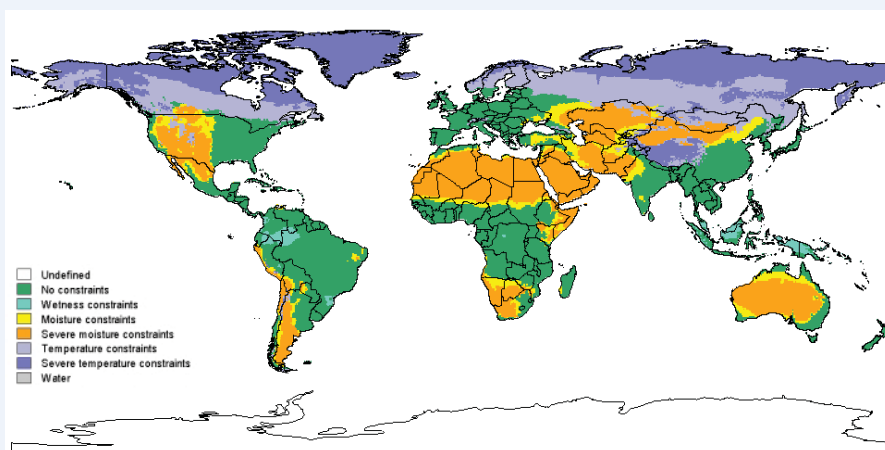 Undefined
No constraints
Wetness constraints
Moisture constraints
Severe moisture constraints
Temperature constraints
Severe temperature constraints
Water